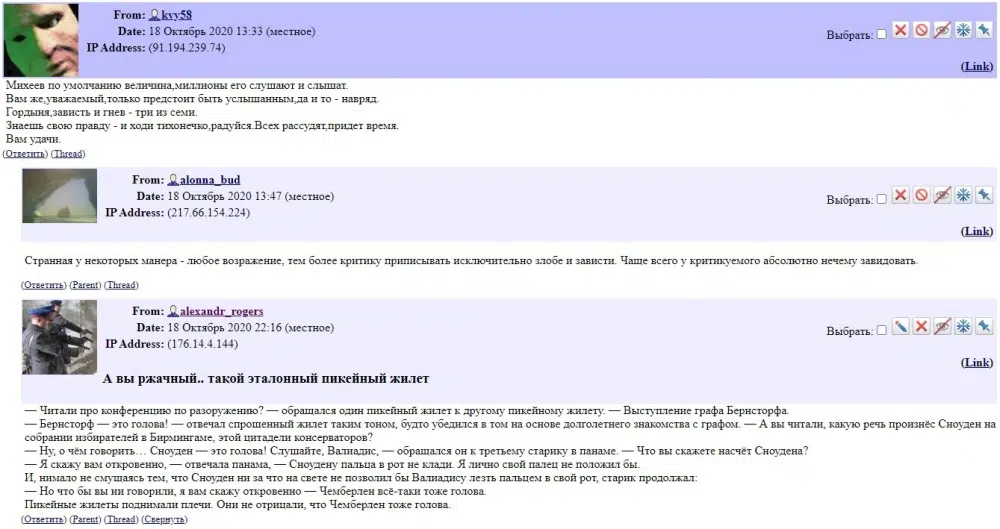 From: kvy58
Date: 18 Октябрь 2020 13:33 (местное)
IP Address: (91.194.239.74)
Выбрать:
(Link)
Михеев по умолчанию величина,миллионы его слушают и слышат.
Вам же,уважаемый,только предстоит быть услышанным,да и то - навряд.
Гордыня,зависть и гнев - три из семи.
Знаешь свою правду - и ходи тихонечко,радуйся.Всех рассудят,придет время.
Вам удачи.
(Ответить) (Thread)
From: alonna_bud
Date: 18 Октябрь 2020 13:47 (местное)
IP Address: (217.66.154.224)
Выбрать:
(Link)
Странная у некоторых манера - любое возражение, тем более критику приписывать исключительно злобе и зависти. Чаще всего у критикуемого абсолютно нечему завидовать.
(Ответить) (Parent) (Thread)
From: alexandr_rogers
Date: 18 Октябрь 2020 22:16 (местное)
IP Address: (176.14.4.144)
Выбрать:
(Link)
А вы ржачный.. такой эталонный пикейный жилет
— Читали про конференцию по разоружению? — обращался один пикейный жилет к другому пикейному жилету. — Выступление графа Бернсторфа.
— Бернсторф — это голова! — отвечал спрошенный жилет таким тоном, будто убедился в том на основе долголетнего знакомства с графом. — А вы читали, какую речь произнёс Сноуден на
собрании избирателей в Бирмингаме, этой цитадели консерваторов?
— Ну, о чём говорить… Сноуден — это голова! Слушайте, Валиадис, — обращался он к третьему старику в панаме. — Что вы скажете насчёт Сноудена?
— Я скажу вам откровенно, — отвечала панама, — Сноудену пальца в рот не клади. Я лично свой палец не положил бы.
И, нимало не смущаясь тем, что Сноуден ни за что на свете не позволил бы Валиадису лезть пальцем в свой рот, старик продолжал:
— Но что бы вы ни говорили, я вам скажу откровенно — Чемберлен всё-таки тоже голова.
Пикейные жилеты поднимали плечи. Они не отрицали, что Чемберлен тоже голова.
(Ответить) (Parent) (Thread) (Свернуть)